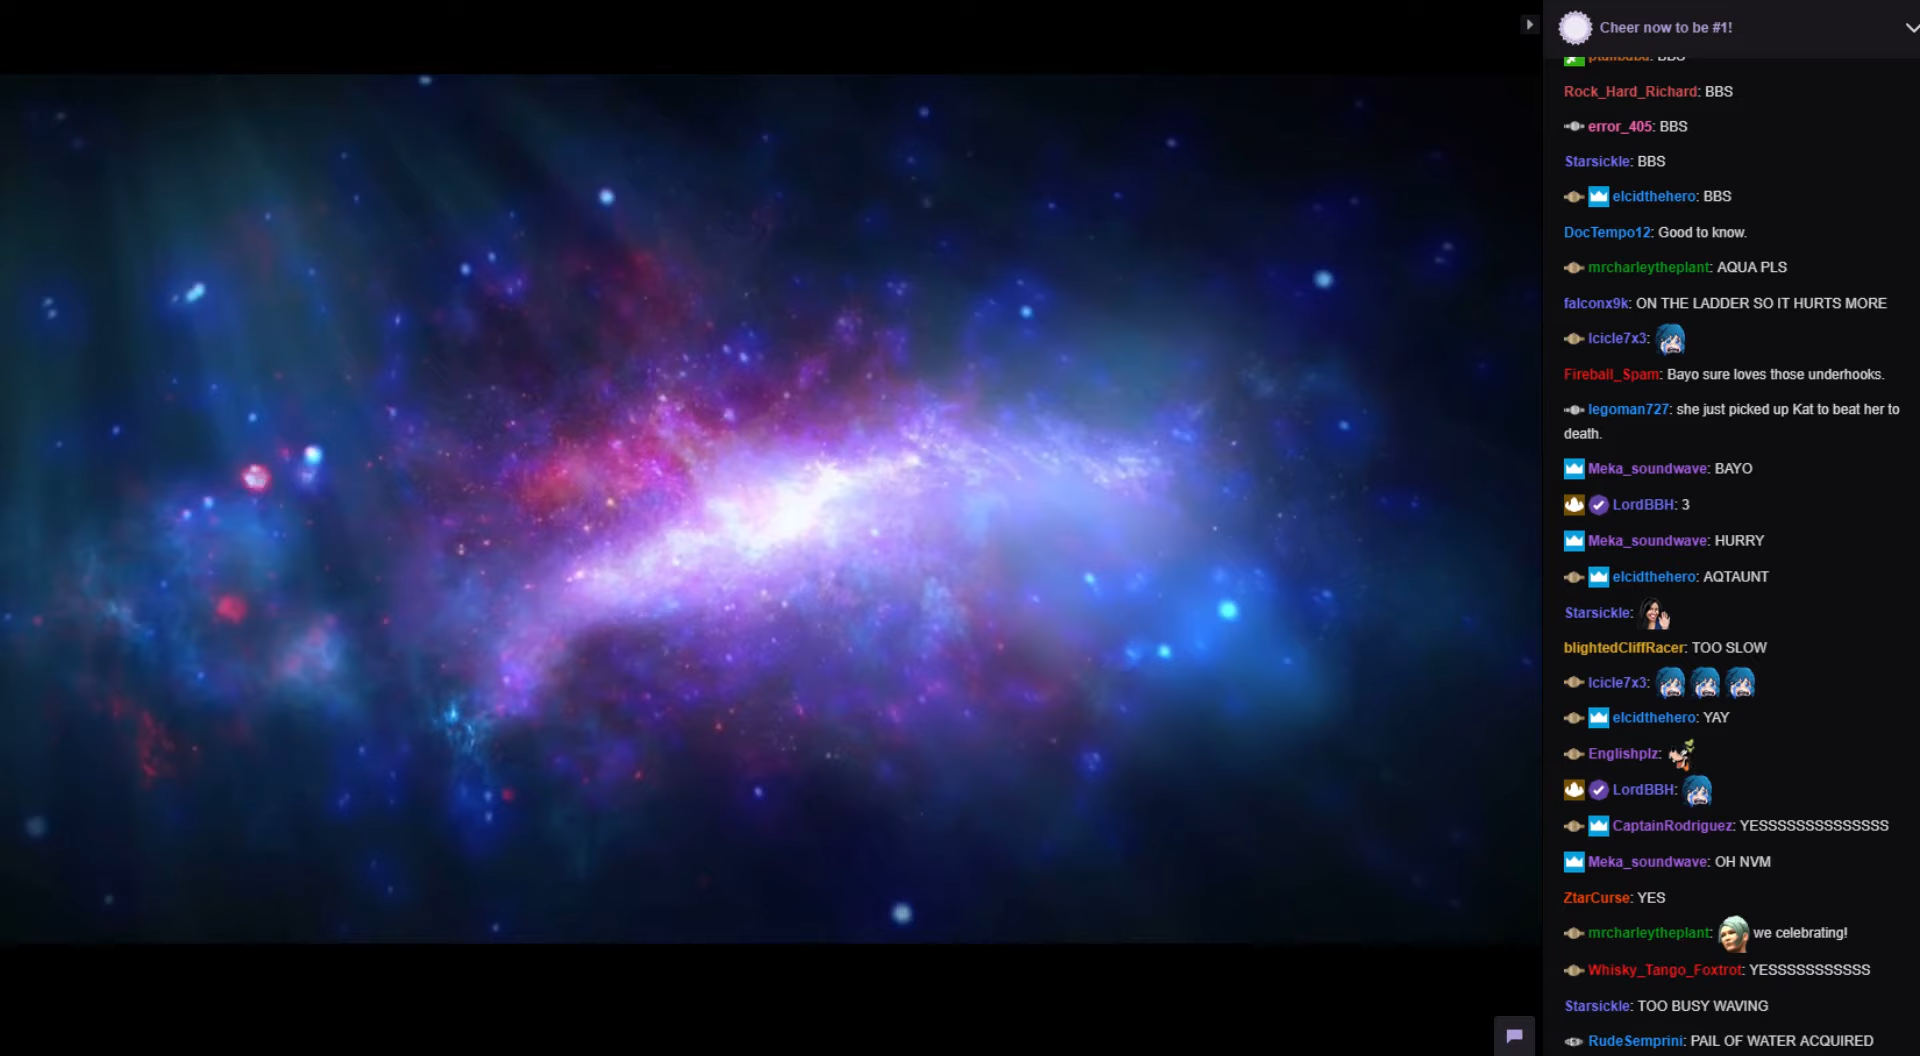 Cheer now to be #1!
BBS
Rock_Hard_Richard: BBS
error_405: BBS
Starsickle: BBS
elcidthehero: BBS
DocTempo12: Good to know.
mrcharleytheplant: AQUA PLS
falconx9k: ON THE LADDER SO IT HURTS MORE
Icicle7x3:
Fireball_Spam: Bayo sure loves those underhooks.
legoman727: she just picked up Kat to beat her to
death.
Meka_soundwave: BAYO
LordBBH: 3
Meka_soundwave: HURRY
elcidthehero: AQTAUNT
Starsickle:
blightedCliffRacer: TOO SLOW
Icicle7x3:
elcidthehero: YAY
Englishplz:
LordBBH:
CaptainRodriguez: YESSSSSSSSSSSSSS
Meka_soundwave: OH NVM
ZtarCurse: YES
mrcharleytheplant: we celebrating!
Whisky_Tango_Foxtrot: YESSSSSSSSSSS
Starsickle: TOO BUSY WAVING
RudeSemprini: PAIL OF WATER ACQUIRED